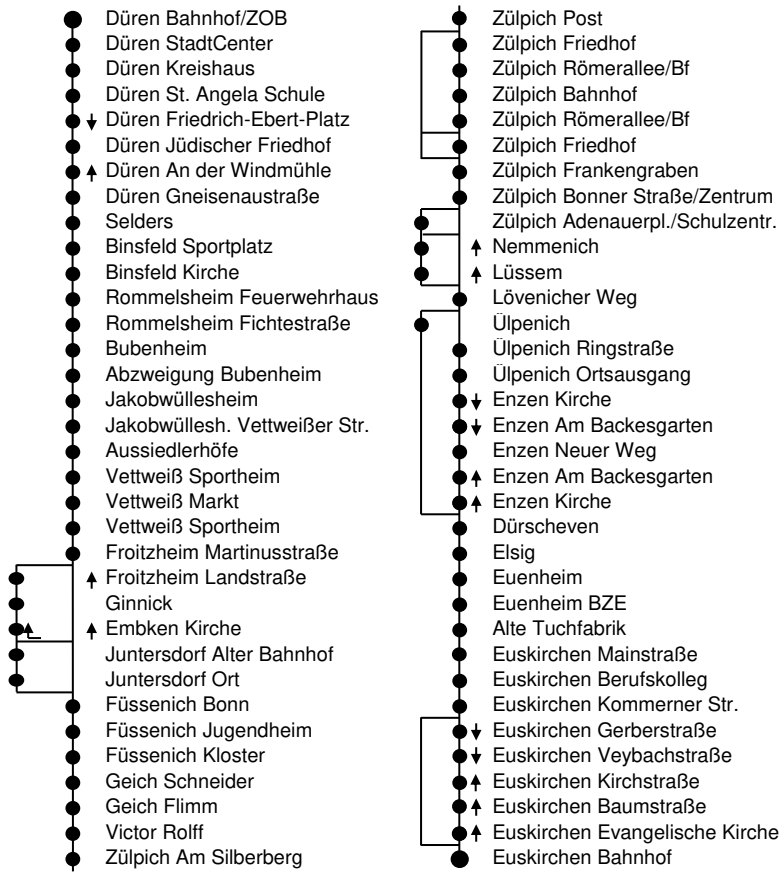 Düren Bahnhof/ZOB
Düren StadtCenter
Düren Kreishaus
Düren St. Angela Schule
Düren Friedrich-Ebert-Platz
Düren Jüdischer Friedhof
Düren An der Windmühle
Düren Gneisenaustraße
Selders
Binsfeld Sportplatz
Binsfeld Kirche
Rommelsheim Feuerwehrhaus
Rommelsheim Fichtestraße
Bubenheim
Abzweigung Bubenheim
Jakobwüllesheim
Jakobwüllesh. Vettweißer Str.
Aussiedlerhöfe
Vettweiß Sportheim
Vettweiß Markt
Vettweiß Sportheim
Froitzheim Martinusstraße
Froitzheim Landstraße
Ginnick
Embken Kirche
Juntersdorf Alter Bahnhof
Juntersdorf Ort
Füssenich Bonn
Füssenich Jugendheim
Füssenich Kloster
Geich Schneider
Geich Flimm
Victor Rolff
Zülpich Am Silberberg
Zülpich Post
Zülpich Friedhof
Zülpich Römerallee/Bf
Zülpich Bahnhof
Zülpich Römerallee/Bf
Zülpich Friedhof
Zülpich Frankengraben
Zülpich Bonner Straße/Zentrum
Zülpich Adenauerpl./Schulzentr.
Nemmenich
Lüssem
Lövenicher Weg
Ülpenich
Ülpenich Ringstraße
Ülpenich Ortsausgang
Enzen Kirche
Enzen Am Backesgarten
Enzen Neuer Weg
Enzen Am Backesgarten
Enzen Kirche
Dürscheven
Elsig
Euenheim
Euenheim BZE
Alte Tuchfabrik
Euskirchen Mainstraße
Euskirchen Berufskolleg
Euskirchen Kommerner Str.
Euskirchen Gerberstraße
Euskirchen Veybachstraße
Euskirchen Kirchstraße
Euskirchen Baumstraße
Euskirchen Evangelische Kirche
Euskirchen Bahnhof